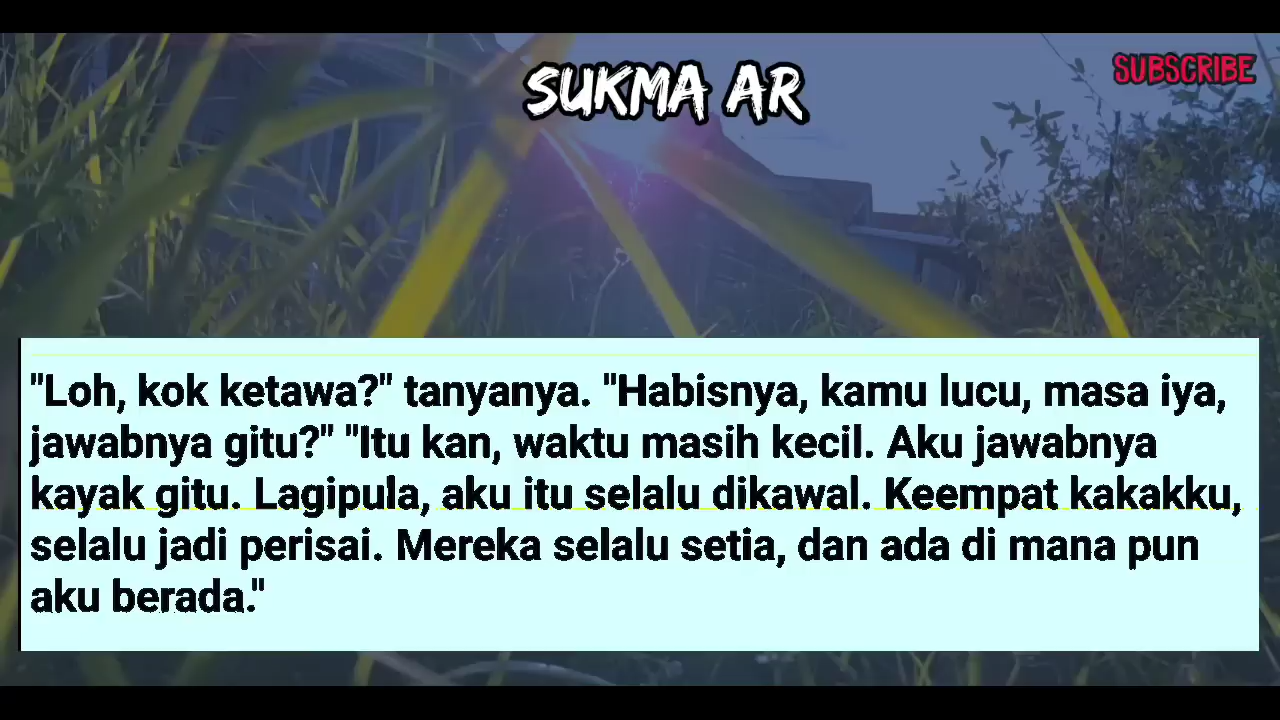 SUKMA AR
SUBSCRIBE
"Loh, kok ketawa?" tanyanya. "Habisnya, kamu lucu, masa iya,
jawabnya gitu?" "Itu kan, waktu masih kecil. Aku jawabnya
kayak gitu. Lagipula, aku itu selalu dikawal. Keempat kakakku,
selalu jadi perisai. Mereka selalu setia, dan ada di mana pun
aku berada."